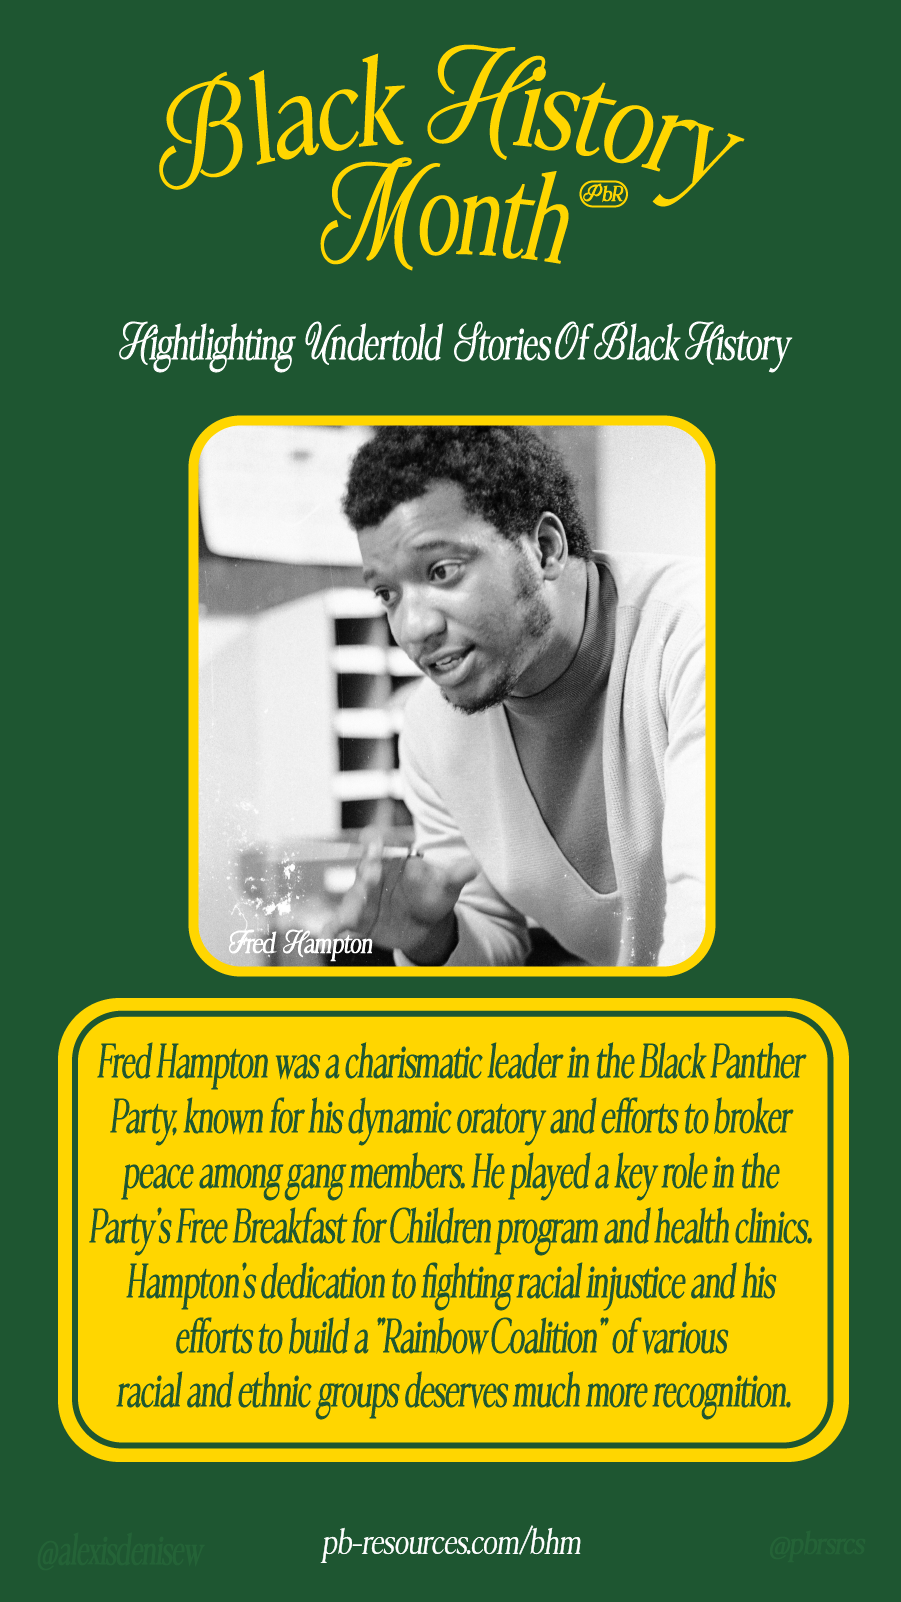 Black History
Month PbR
Hightlighting Undertold Stories Of Black History
Fred Hampton
Fred Hampton was a charismatic leader in the Black Panther
Party, known for his dynamic oratory and efforts to broker
peace among gang members. He played a key role in the
Party's Free Breakfast for Children program and health clinics.
Hampton's dedication to fighting racial injustice and his
efforts to build a "Rainbow Coalition" of various
racial and ethnic groups deserves much more recognition.
@alexisdenisew pb-resources.com/bhm @pbrsrcs